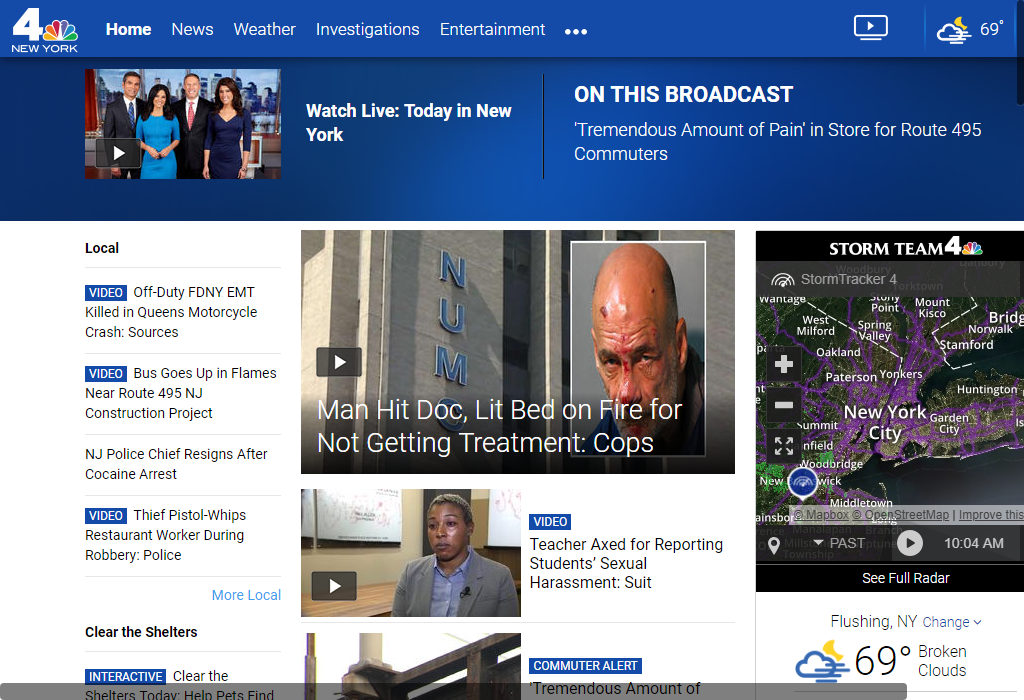 4
NEW YORK
Home
News
Weather
Investigations
Entertainment
69°
Watch Live: Today in New
York
ON THIS BROADCAST
'Tremendous Amount of Pain' in Store for Route 495
Commuters
Local
VIDEO Off-Duty FDNY EMT
Killed in Queens Motorcycle
Crash: Sources
VIDEO Bus Goes Up in Flames
Near Route 495 NJ
Construction Project
NJ Police Chief Resigns After
Cocaine Arrest
VIDEO Thief Pistol-Whips
Restaurant Worker During
Robbery: Police
More Local
Clear the Shelters
INTERACTIVE Clear the
Shelters Today: Help Pets Find
NUMC
Man Hit Doc, Lit Bed on Fire for
Not Getting Treatment: Cops
VIDEO
Teacher Axed for Reporting
Students' Sexual
Harassment: Suit
COMMUTER ALERT
'Tremendous Amount of
STORM TEAM 4
StormTracker 4
Woodbury
Danbury
Yorktown
Wantage
Stony
Point
Mount
Kisco
West
Milford
Spring
Valley
Bridg
Norwalk
Stamford
Oakland
Paterson
Yonkers
Huntington
New York
City
Garden
City
Summit
nfield
Woodbridge
New
wick
Middletown
ainsbor
© Mapbox © OpenStreetMap | Improve this
PAST
10:04 AM
Township
See Full Radar
Flushing, NY Change
69°
Broken
Clouds